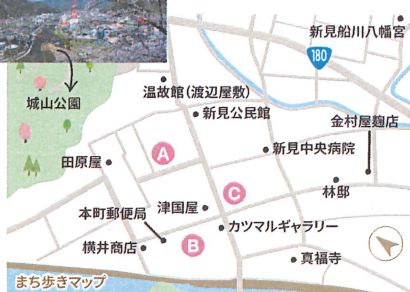 新見船川八幡宮
180
城山公園
温故館(渡辺屋敷)
新見公民館
金村屋麹店
田原屋
A
新見中央病院
C
林邸
本町郵便局
津国屋
カツマルギャラリー
横井商店
B
真福寺
まち歩きマップ